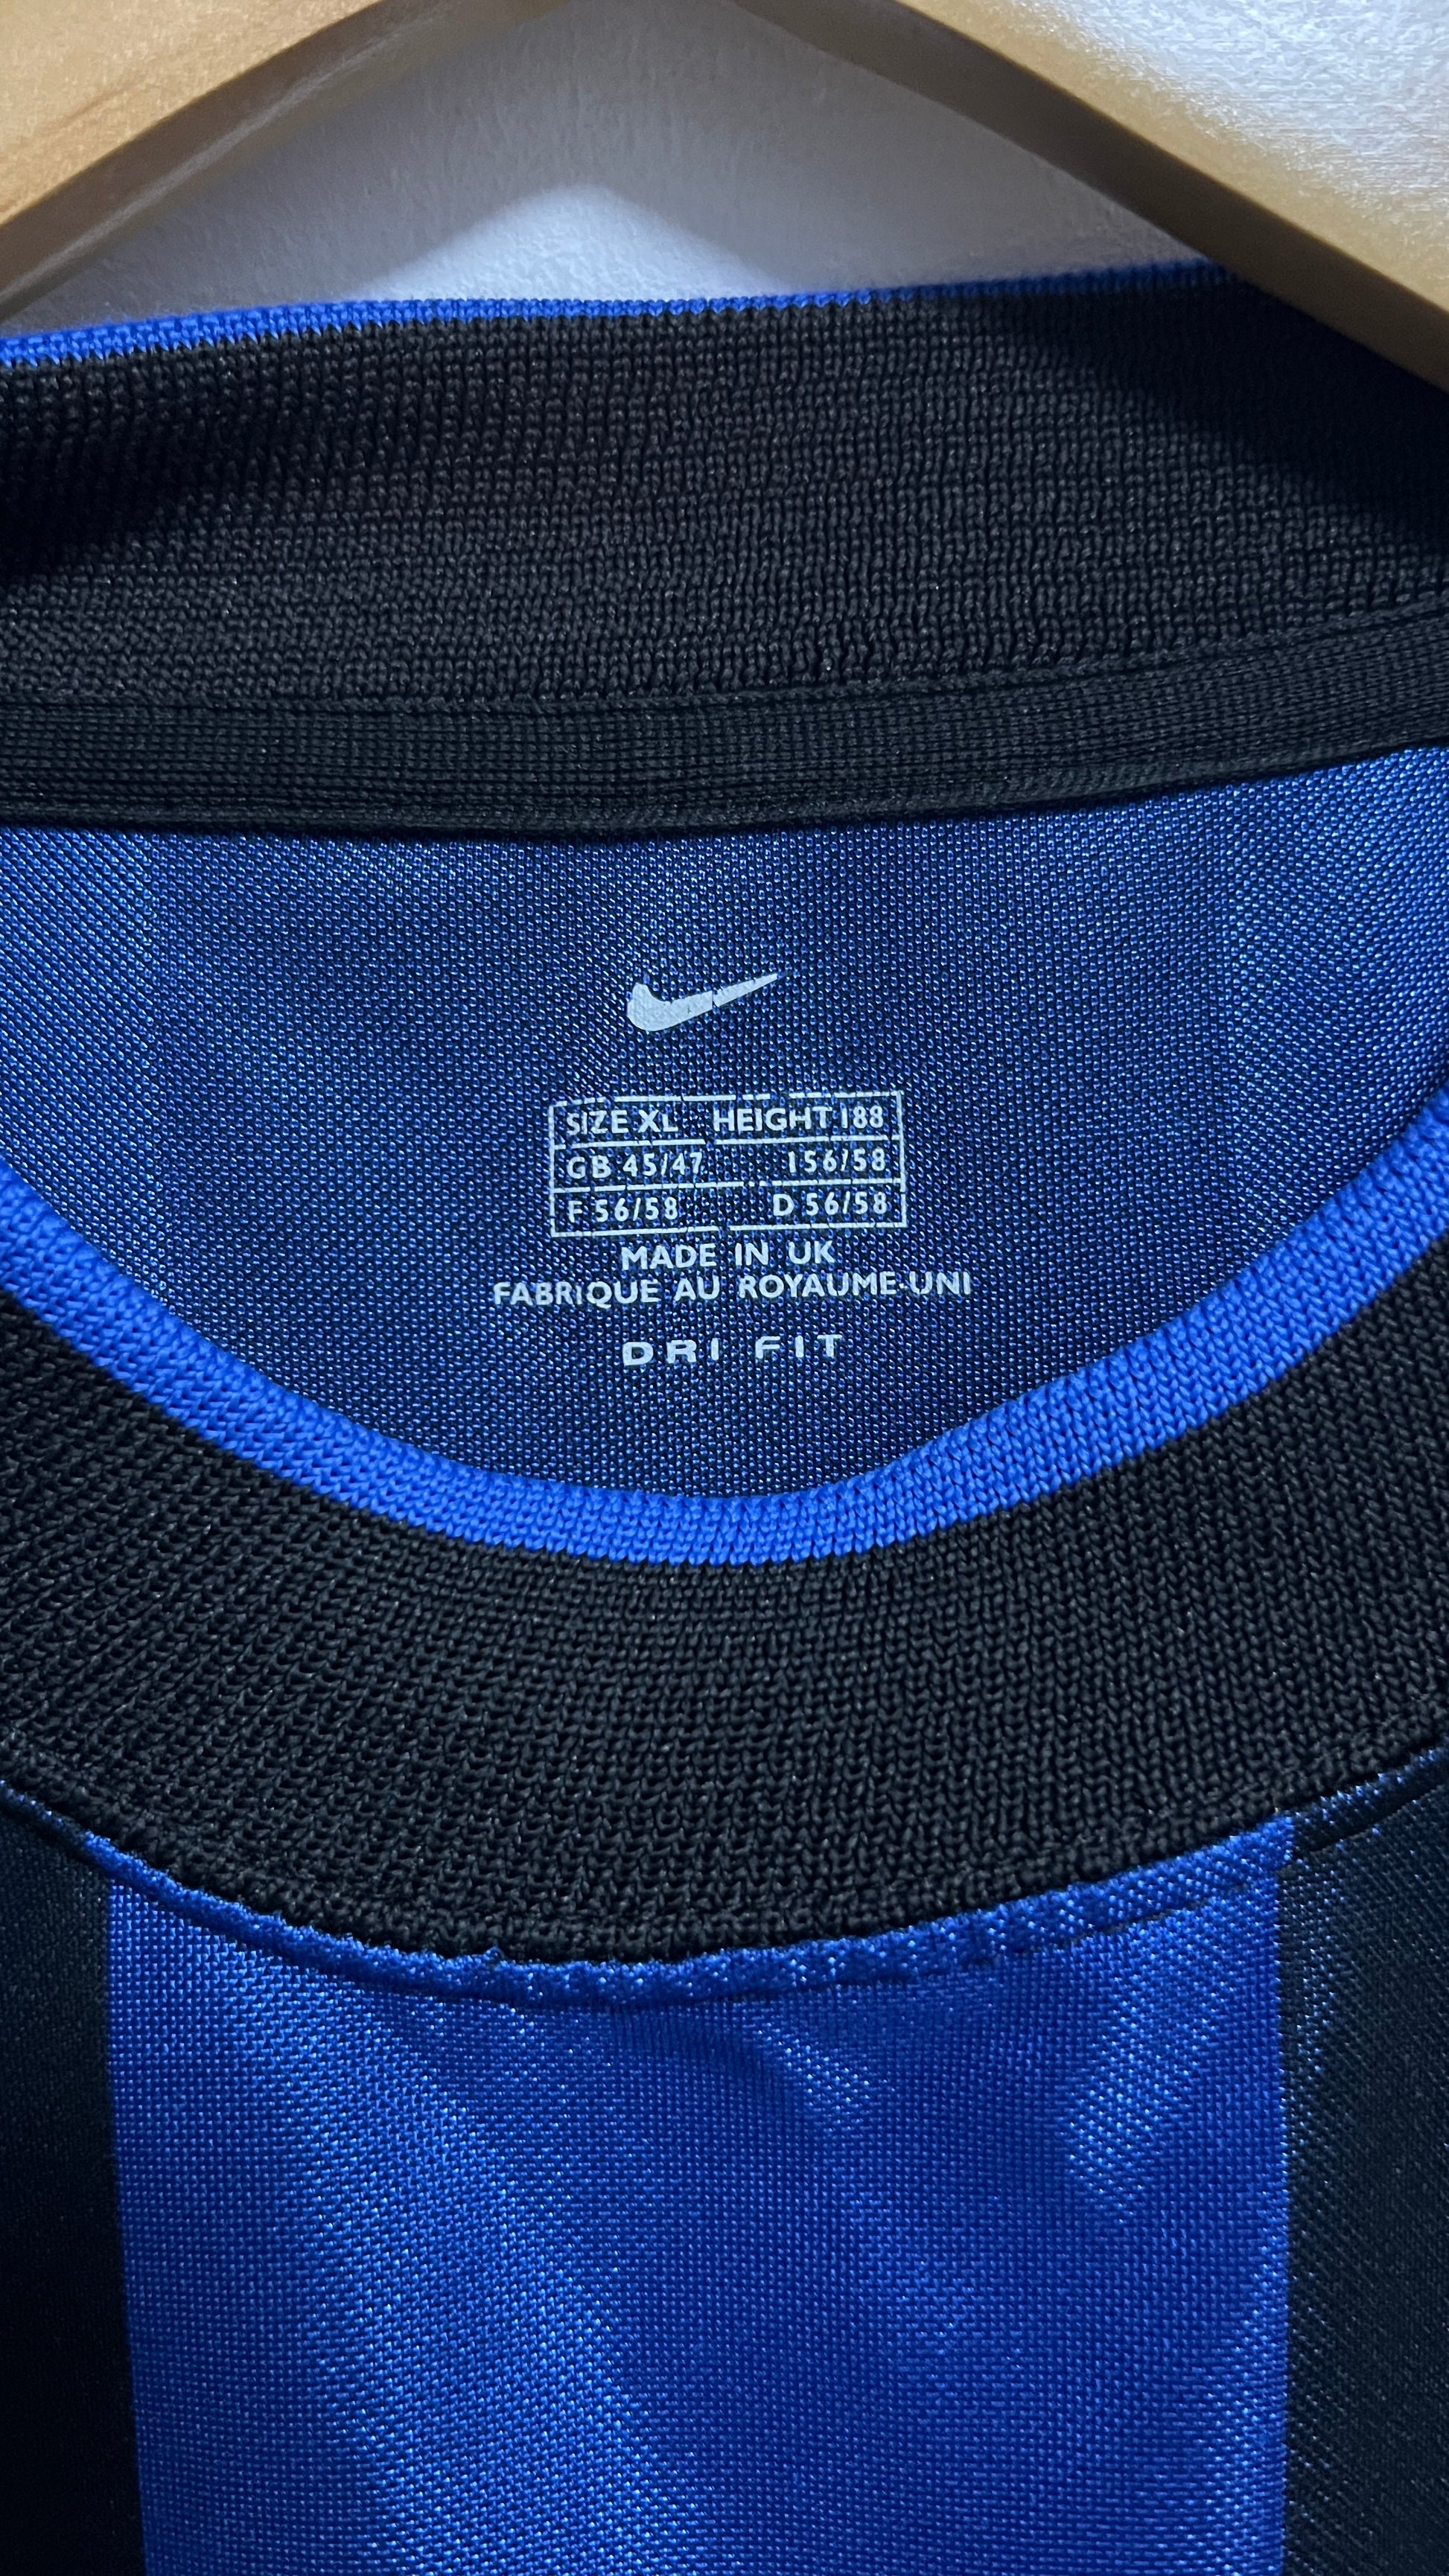 SIZE XL HEIGHT 188
GB 45/47 I 56/58
F 56/58 D 56/58
MADE IN UK
FABRIQUE AU ROYAUME-UNI
DRI FIT